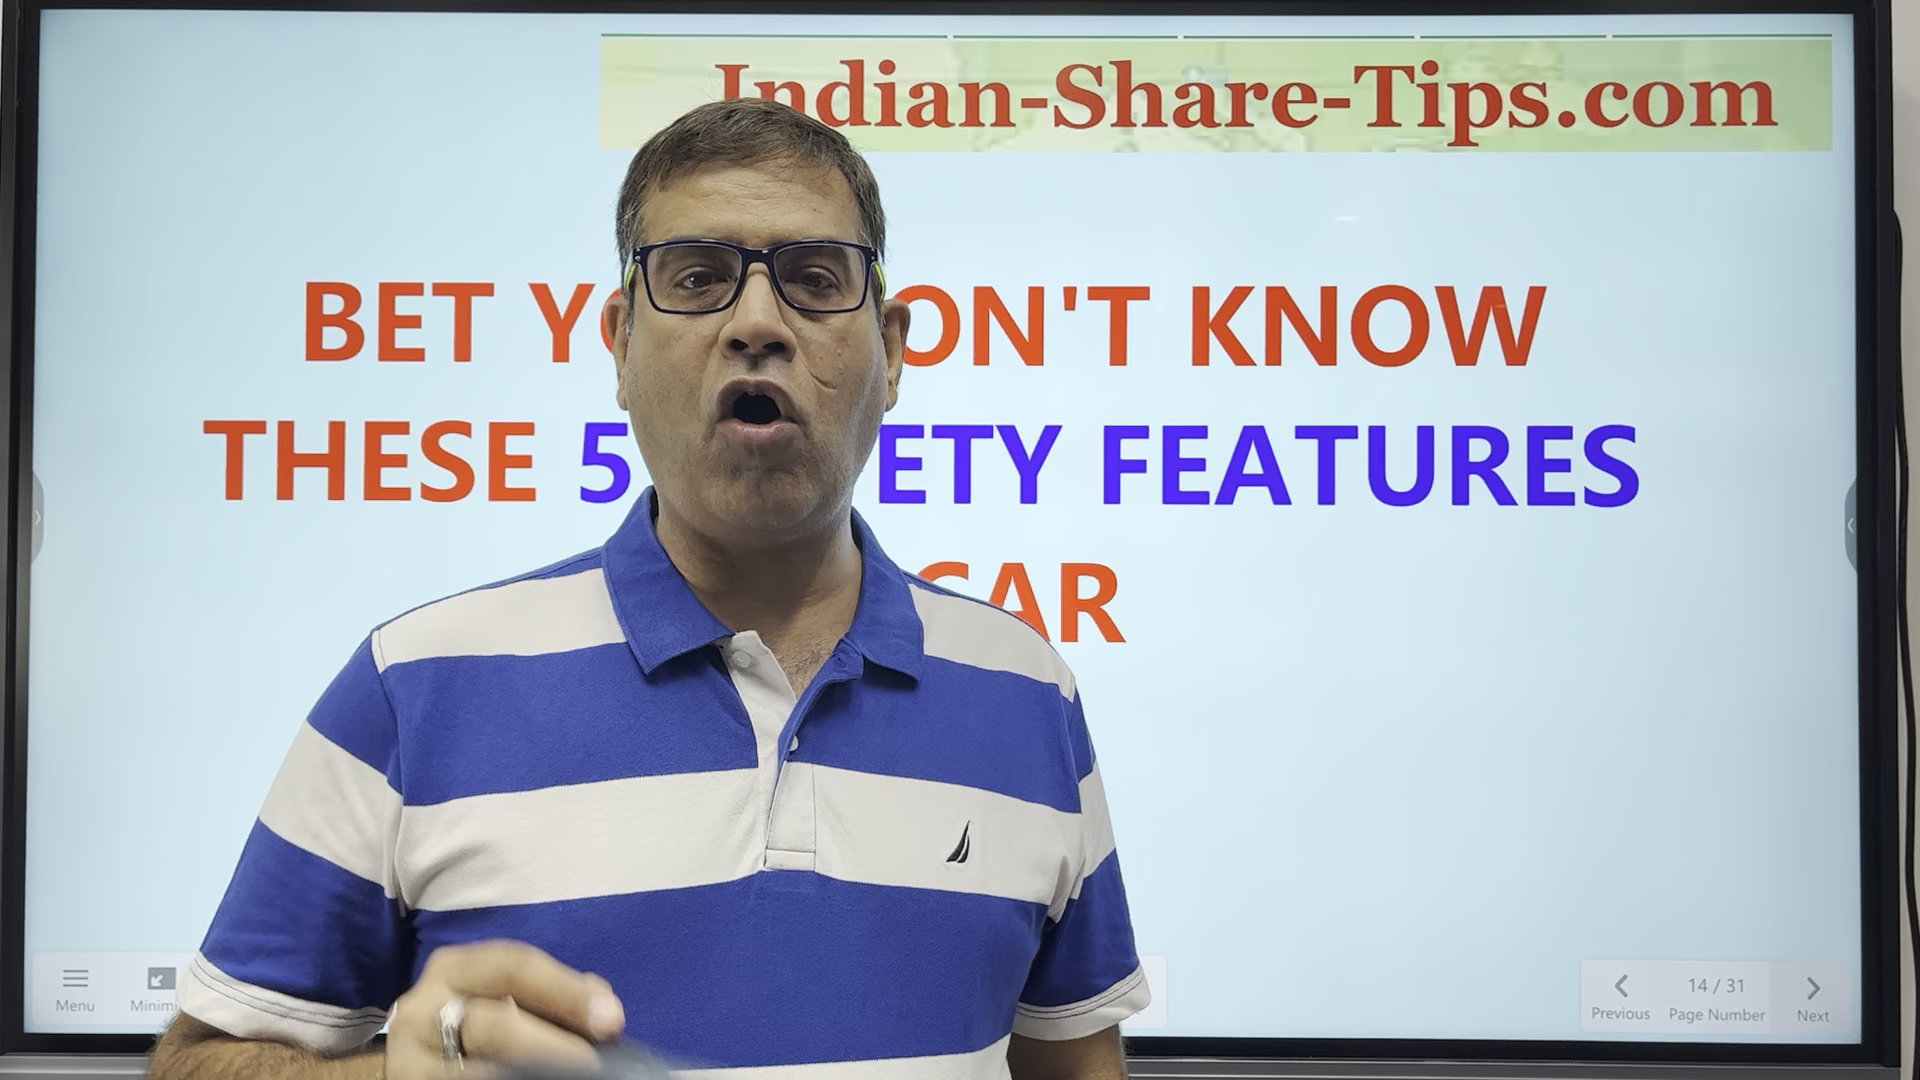 Indian-Share-Tips.com
BET Y ON'T KNOW
THESE 5 ETY FEATURES
CAR
Menu Minimi Previous 14 / 31 Page Number Next